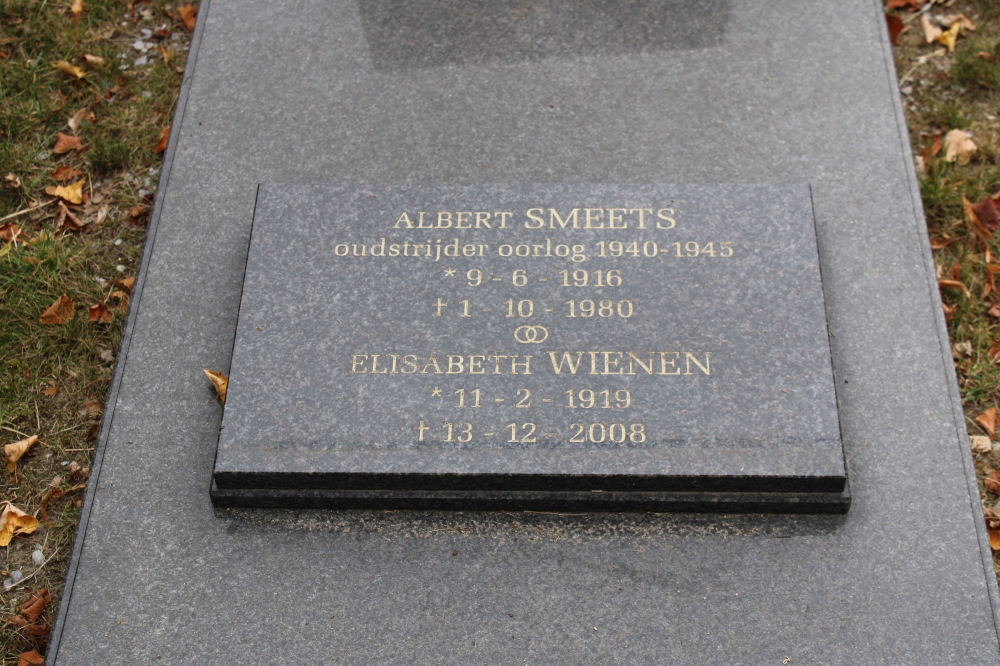 ALBERT SMEETS
oudstrijder oorlog 1940-1945
* 9 - 6 - 1916
† 1 - 10 - 1980
ELISABETH WIENEN
* 11 - 2 - 1919
† 13 - 12 - 2008